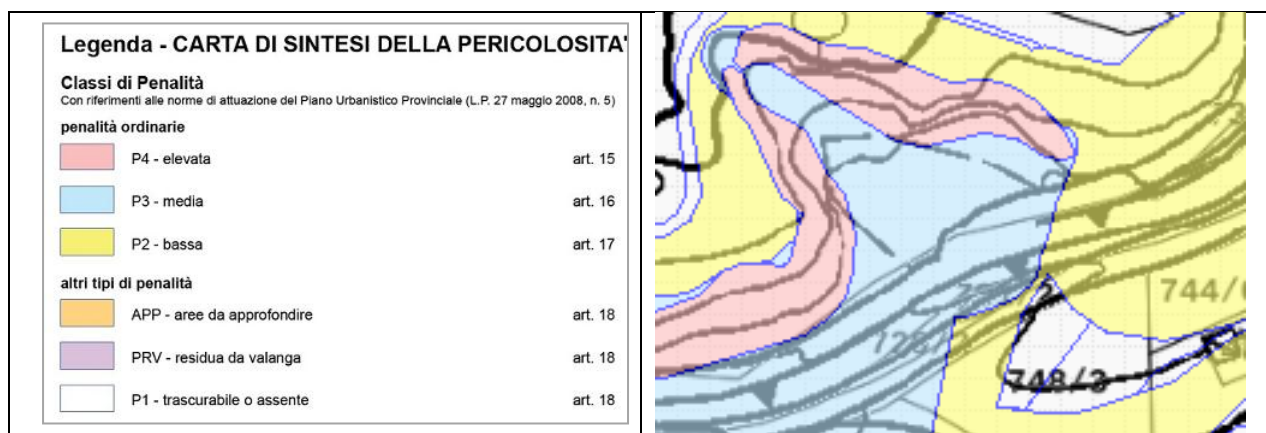 Legenda - CARTA DI SINTESI DELLA PERICOLOSITA'
Classi di Penalità
Con riferimenti alle norme di attuazione del Piano Urbanistico Provinciale (L.P. 27 maggio 2008, n. 5)
penalità ordinarie
P4 - elevata art. 15
P3 - media art. 16
P2 - bassa art. 17
altri tipi di penalità
APP - aree da approfondire art. 18
PRV - residua da valanga art. 18
P1 - trascurabile o assente art. 18
744/
748/3